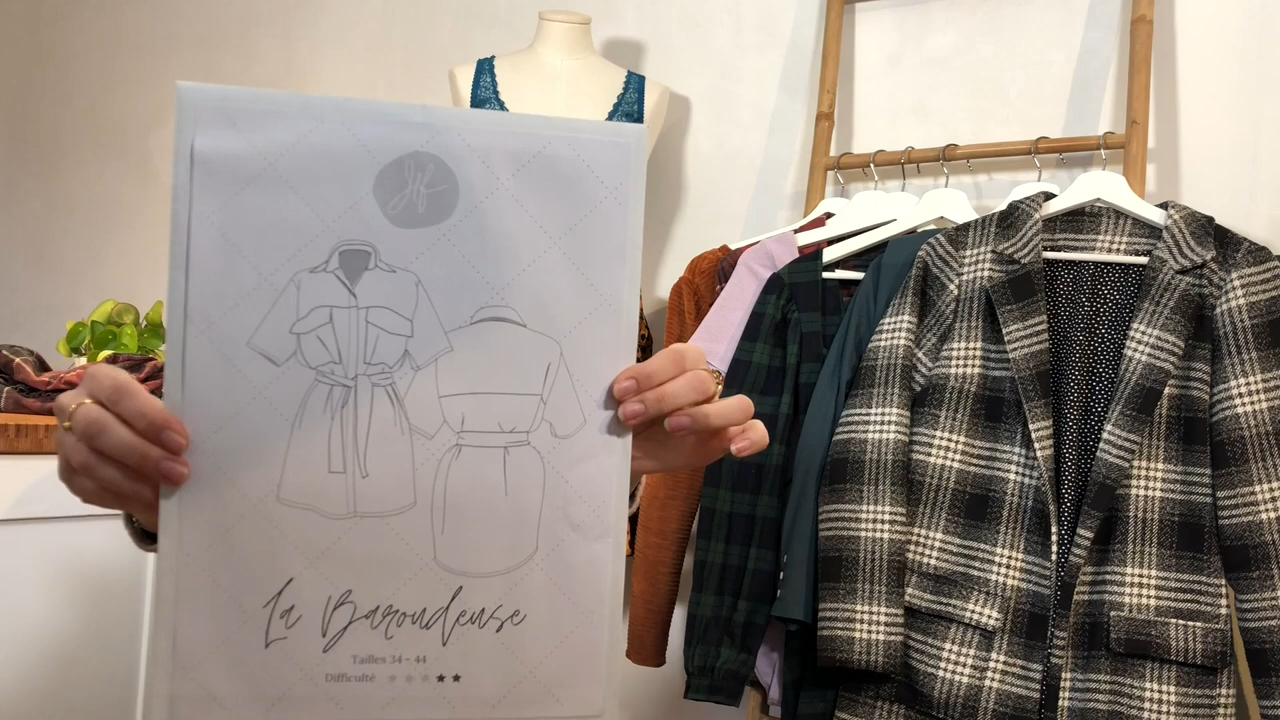 La Baroudeuse
Tailles 34 - 44
Difficulté ★★★★★